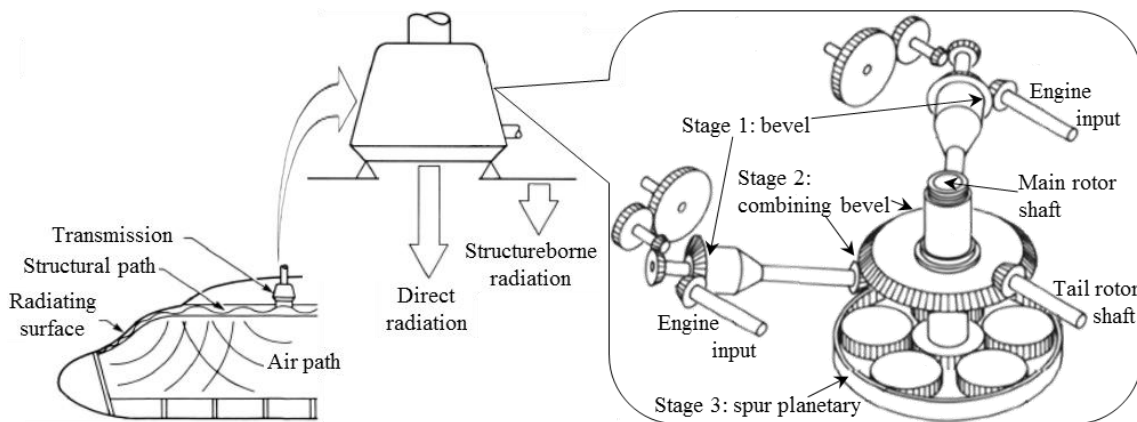 Transmission
Structural path
Radiating
surface
Air path
Direct
radiation
Structureborne
radiation
Stage 1: bevel
Engine
input
Stage 2:
combining bevel
Main rotor
shaft
Engine
input
Tail rotor
shaft
Stage 3: spur planetary